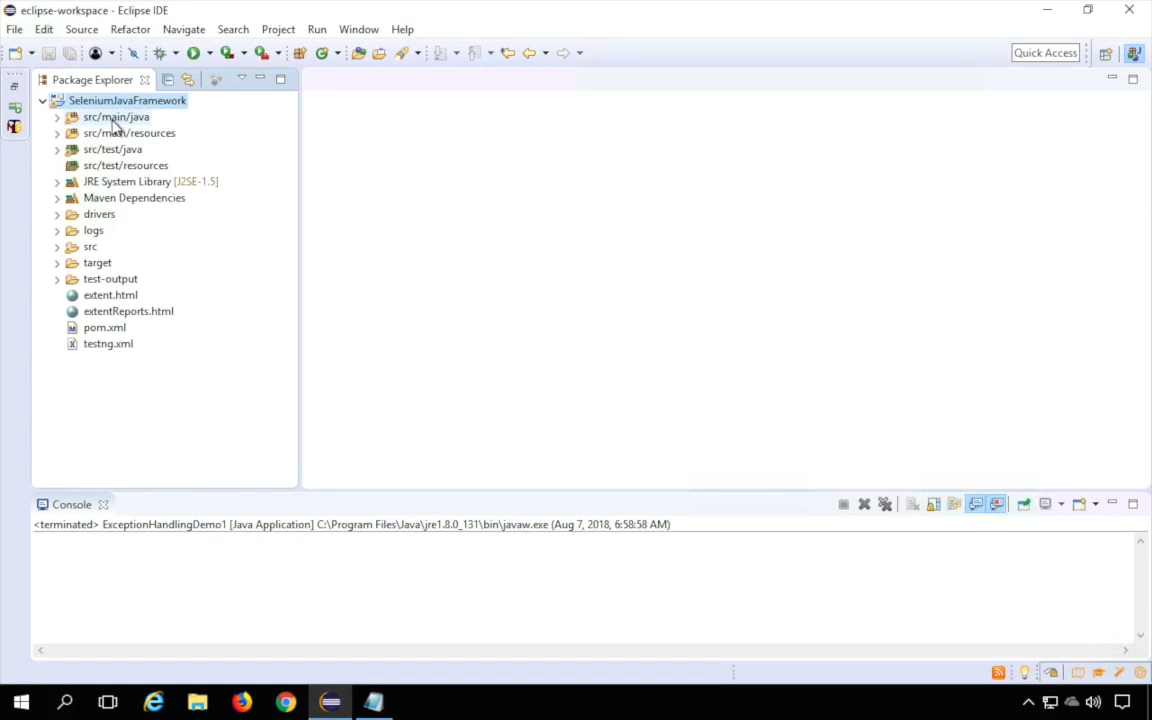 eclipse-workspace - Eclipse IDE
File Edit Source Refactor Navigate Search Project Run Window Help
Quick Access
Package Explorer
SeleniumJavaFramework
src/main/java
src/main/resources
src/test/java
src/test/resources
JRE System Library [J2SE-1.5]
Maven Dependencies
drivers
logs
src
target
test-output
extent.html
extentReports.html
pom.xml
testng.xml
Console
<terminated> ExceptionHandlingDemo1 [Java Application] C:\Program Files\Java\jre1.8.0_131\bin\javaw.exe (Aug 7, 2018, 6:58:58 AM)